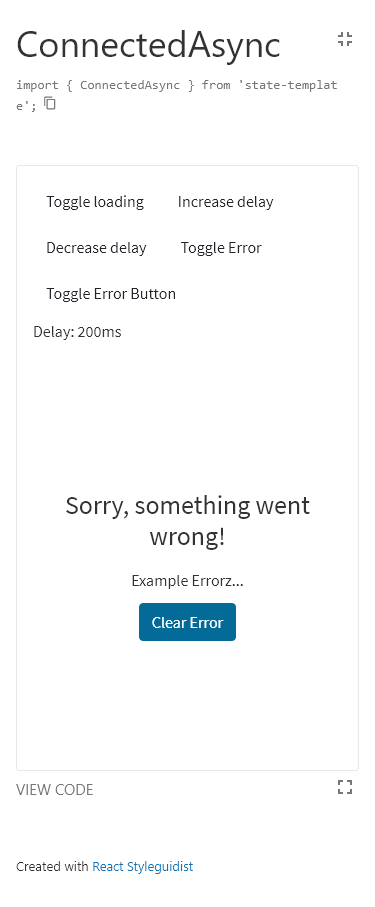 ConnectedAsync
import { ConnectedAsync } from 'state-templat
e';
Toggle loading Increase delay
Decrease delay Toggle Error
Toggle Error Button
Delay: 200ms
Sorry, something went
wrong!
Example Errorz...
Clear Error
VIEW CODE
Created with React Styleguidist